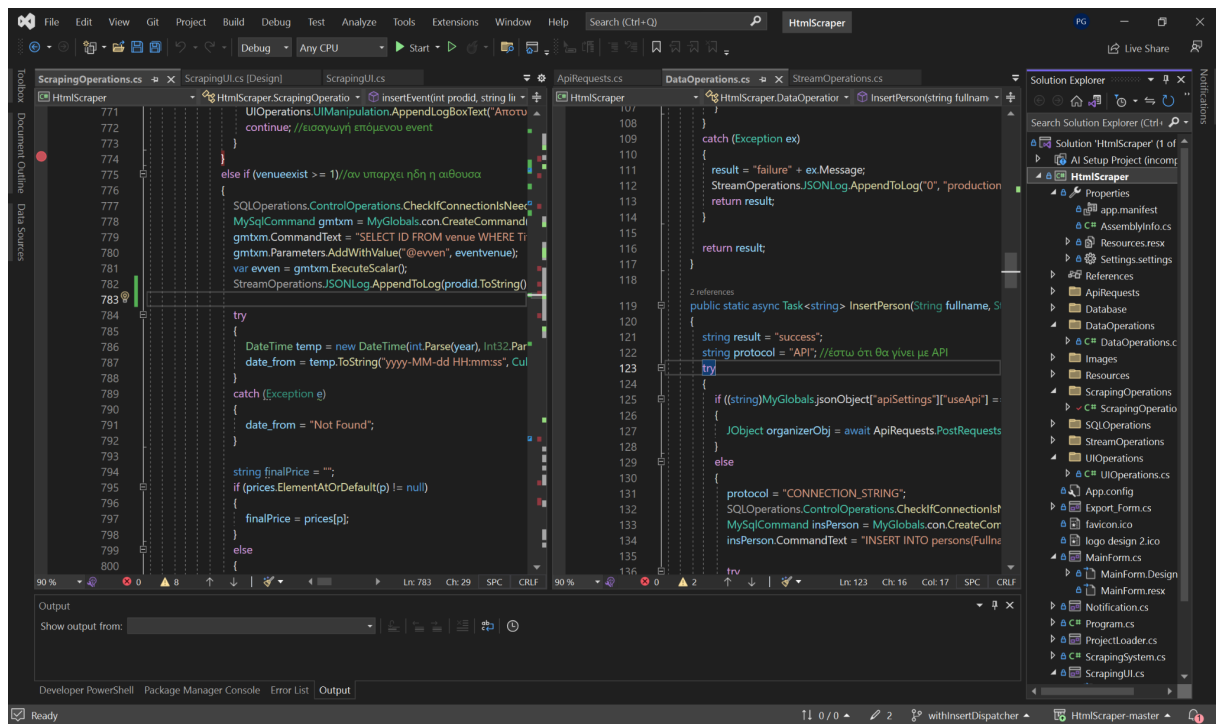 File Edit View Git Project Build Debug Test Analyze Tools Extensions Window Help Search (Ctrl+Q) HtmlScraper PG
Debug Any CPU Start Live Share
Toolbox
Document Outline
Data Sources
ScrapingOperations.cs ScrapingUI.cs [Design] ScrapingUI.cs
HtmlScraper HtmlScraper.ScrapingOperatio insertEvent(int prodid, string lin
771 UIOperations.UIManipulation.AppendLogBoxText("Αποτυ
772 continue; //εισαγωγή επόμενου event
773 }
774 }
775 else if (venueexist >= 1)//αν υπαρχει ηδη η αιθουσα
776 {
777 SQLOperations.ControlOperations.CheckIfConnectionIsNeed
778 MySqlCommand gmtxm = MyGlobals.con.CreateCommand(
779 gmtxm.CommandText = "SELECT ID FROM venue WHERE Ti
780 gmtxm.Parameters.AddWithValue("@evven", eventvenue);
781 var evven = gmtxm.ExecuteScalar();
782 StreamOperations.JSONLog.AppendToLog(prodid.ToString()
783
784 try
785 {
786 DateTime temp = new DateTime(int.Parse(year), Int32.Par
787 date_from = temp.ToString("yyyy-MM-dd HH:mm:ss", Cul
788 }
789 catch (Exception e)
790 {
791 date_from = "Not Found";
792 }
793
794 string finalPrice = "";
795 if (prices.ElementAtOrDefault(p) != null)
796 {
797 finalPrice = prices[p];
798 }
799 else
800 {
90 % 0 8 Ln: 783 Ch: 29 SPC CRLF
ApiRequests.cs DataOperations.cs StreamOperations.cs
HtmlScraper HtmlScraper.DataOperation InsertPerson(string fullnam
107 }
108 }
109 catch (Exception ex)
110 {
111 result = "failure" + ex.Message;
112 StreamOperations.JSONLog.AppendToLog("0", "production
113 return result;
114 }
115
116 return result;
117 }
118
2 references
119 public static async Task<string> InsertPerson(String fullname, S
120 {
121 string result = "success";
122 string protocol = "API"; //έστω ότι θα γίνει με API
123 try
124 {
125 if ((string)MyGlobals.jsonObject["apiSettings"]["useApi"] =
126 {
127 JObject organizerObj = await ApiRequests.PostRequests
128 }
129 else
130 {
131 protocol = "CONNECTION_STRING";
132 SQLOperations.ControlOperations.CheckIfConnectionIsN
133 MySqlCommand insPerson = MyGlobals.con.CreateCom
134 insPerson.CommandText = "INSERT INTO persons(Fullna
135
136 try
90 % 0 2 Ln: 123 Ch: 16 Col: 17 SPC CRLF
Solution Explorer
Search Solution Explorer (Ctrl+
Solution 'HtmlScraper' (1 of
AI Setup Project (incomp
C# HtmlScraper
Properties
app.manifest
C# AssemblyInfo.cs
Resources.resx
Settings.settings
References
ApiRequests
Database
DataOperations
C# DataOperations.c
Images
Resources
ScrapingOperations
C# ScrapingOperatio
SQLOperations
StreamOperations
UIOperations
C# UIOperations.cs
App.config
Export_Form.cs
favicon.ico
logo design 2.ico
MainForm.cs
MainForm.Design
MainForm.resx
Notification.cs
C# Program.cs
ProjectLoader.cs
C# ScrapingSystem.cs
ScrapingUI.cs
Notifications
Output
Show output from:
Developer PowerShell Package Manager Console Error List Output
Ready 0 / 0 2 withInsertDispatcher HtmlScraper-master 1